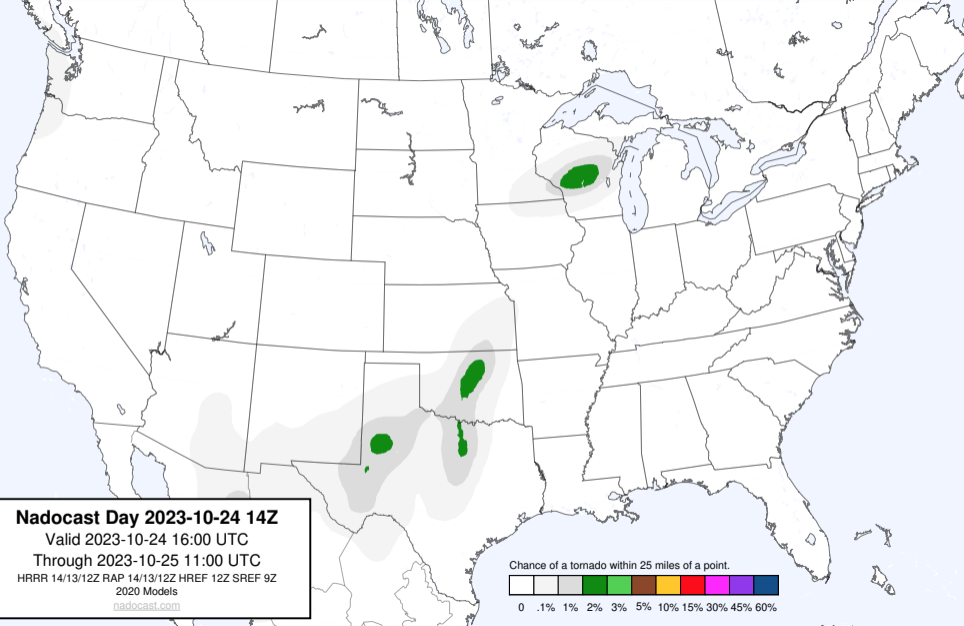 Nadocast Day 2023-10-24 14Z
Valid 2023-10-24 16:00 UTC
Through 2023-10-25 11:00 UTC
HRRR 14/13/12Z RAP 14/13/12Z HREF 12Z SREF 9Z
2020 Models
nadocast.com
Chance of a tornado within 25 miles of a point.
0 .1% 1% 2% 3% 5% 10% 15% 30% 45% 60%